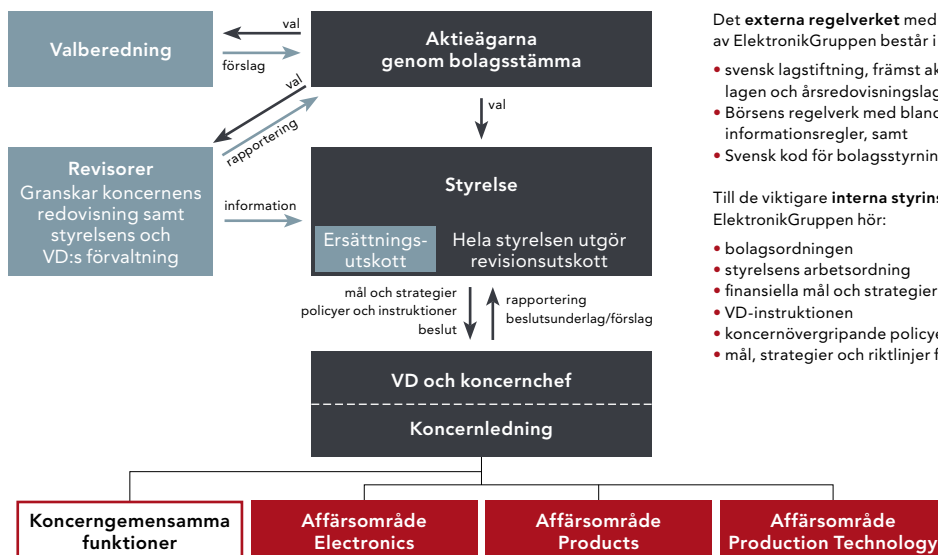 val
Valberedning
förslag
Aktieägarna
genom bolagsstämma
val
rapportering
val
Revisorer
Granskar koncernens
redovisning samt
styrelsens och
VD:s förvaltning
information
Styrelse
Ersättnings-
utskott
Hela styrelsen utgör
revisionsutskott
mål och strategier
policyer och instruktioner
beslut
rapportering
beslutsunderlag/förslag
VD och koncernchef
Koncernledning
Koncerngemensamma
funktioner
Affärsområde
Electronics
Affärsområde
Products
Affärsområde
Production Technology
Det externa regelverket med
av ElektronikGruppen består i
• svensk lagstiftning, främst ak
lagen och årsredovisningslag
• Börsens regelverk med bland
informationsregler, samt
• Svensk kod för bolagsstyrnin
Till de viktigare interna styrins
ElektronikGruppen hör:
• bolagsordningen
• styrelsens arbetsordning
• finansiella mål och strategier
• VD-instruktionen
• koncernövergripande policye
• mål, strategier och riktlinjer f